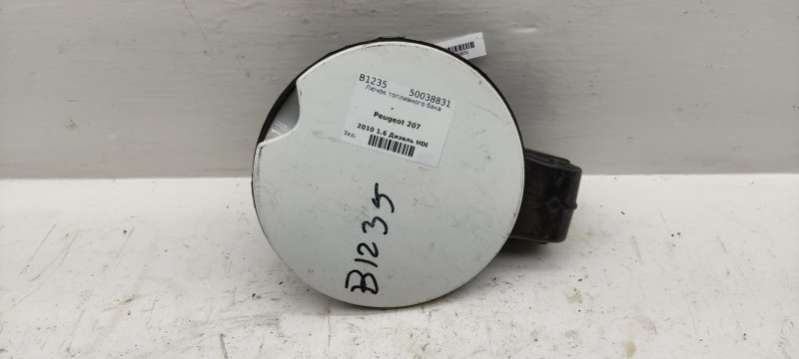 B1235 50038831
Лючок топливного бака
Peugeot 207
2010 1.6 Дизель HDI
B1235